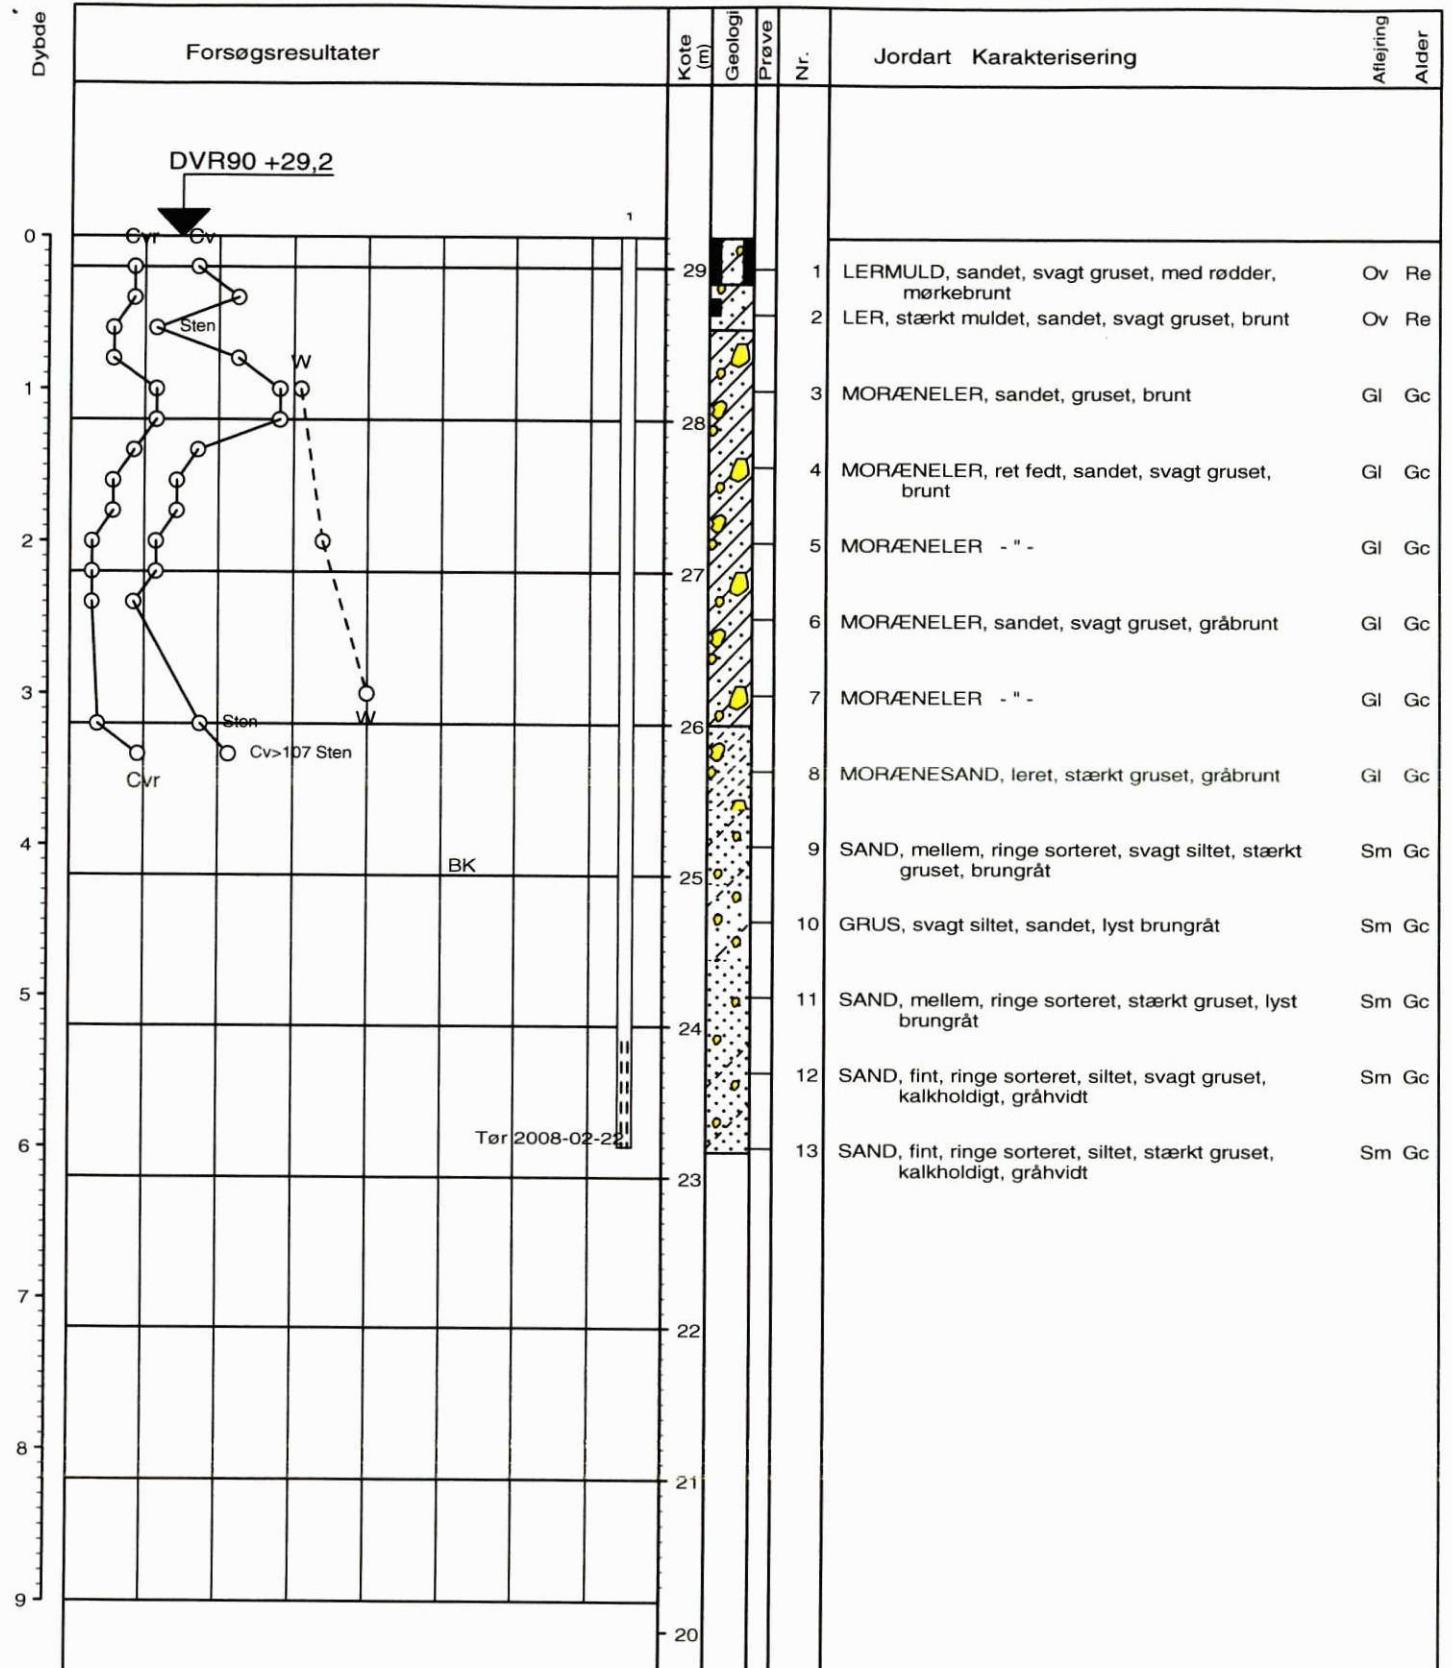 Dybde
Forsøgsresultater
Kote
(m)
Geologi
Prøve
Nr.
Jordart Karakterisering
Aflejring
Alder
DVR90 +29,2
1
0
Cvr
Cv
29
1 LERMULD, sandet, svagt gruset, med rødder, Ov Re
mørkebrunt
Sten
2 LER, stærkt muldet, sandet, svagt gruset, brunt Ov Re
W
1
3 MORÆNELER, sandet, gruset, brunt Gl Gc
28
4 MORÆNELER, ret fedt, sandet, svagt gruset, Gl Gc
brunt
2
5 MORÆNELER - " - Gl Gc
27
6 MORÆNELER, sandet, svagt gruset, gråbrunt Gl Gc
3
7 MORÆNELER - " - Gl Gc
W
Sten
26
Cv>107 Sten
Cvr
8 MORÆNESAND, leret, stærkt gruset, gråbrunt Gl Gc
4
9 SAND, mellem, ringe sorteret, svagt siltet, stærkt Sm Gc
gruset, brungråt
BK
25
10 GRUS, svagt siltet, sandet, lyst brungråt Sm Gc
5
11 SAND, mellem, ringe sorteret, stærkt gruset, lyst Sm Gc
brungråt
24
12 SAND, fint, ringe sorteret, siltet, svagt gruset, Sm Gc
kalkholdigt, gråhvidt
Tør 2008-02-22
6
13 SAND, fint, ringe sorteret, siltet, stærkt gruset, Sm Gc
kalkholdigt, gråhvidt
23
7
22
8
21
9
20